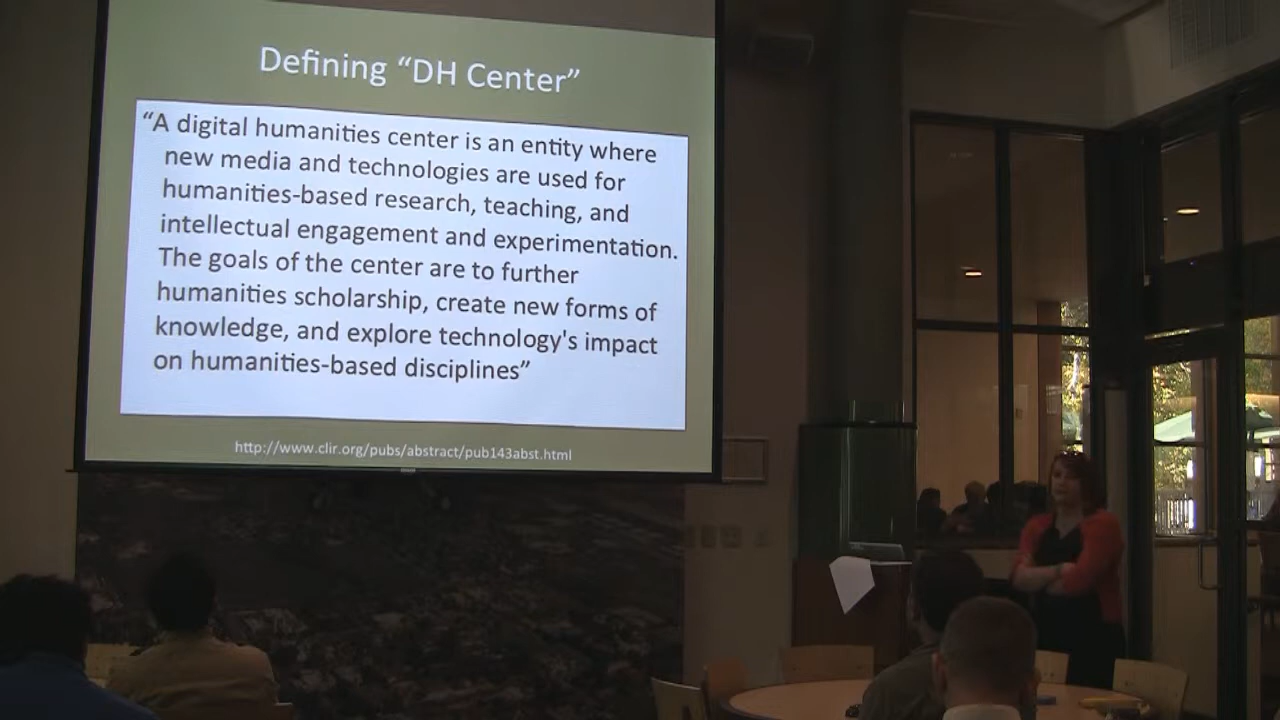 Defining “DH Center”
“A digital humanities center is an entity where
new media and technologies are used for
humanities-based research, teaching, and
intellectual engagement and experimentation.
The goals of the center are to further
humanities scholarship, create new forms of
knowledge, and explore technology's impact
on humanities-based disciplines”
http://www.clir.org/pubs/abstract/pub143abst.html